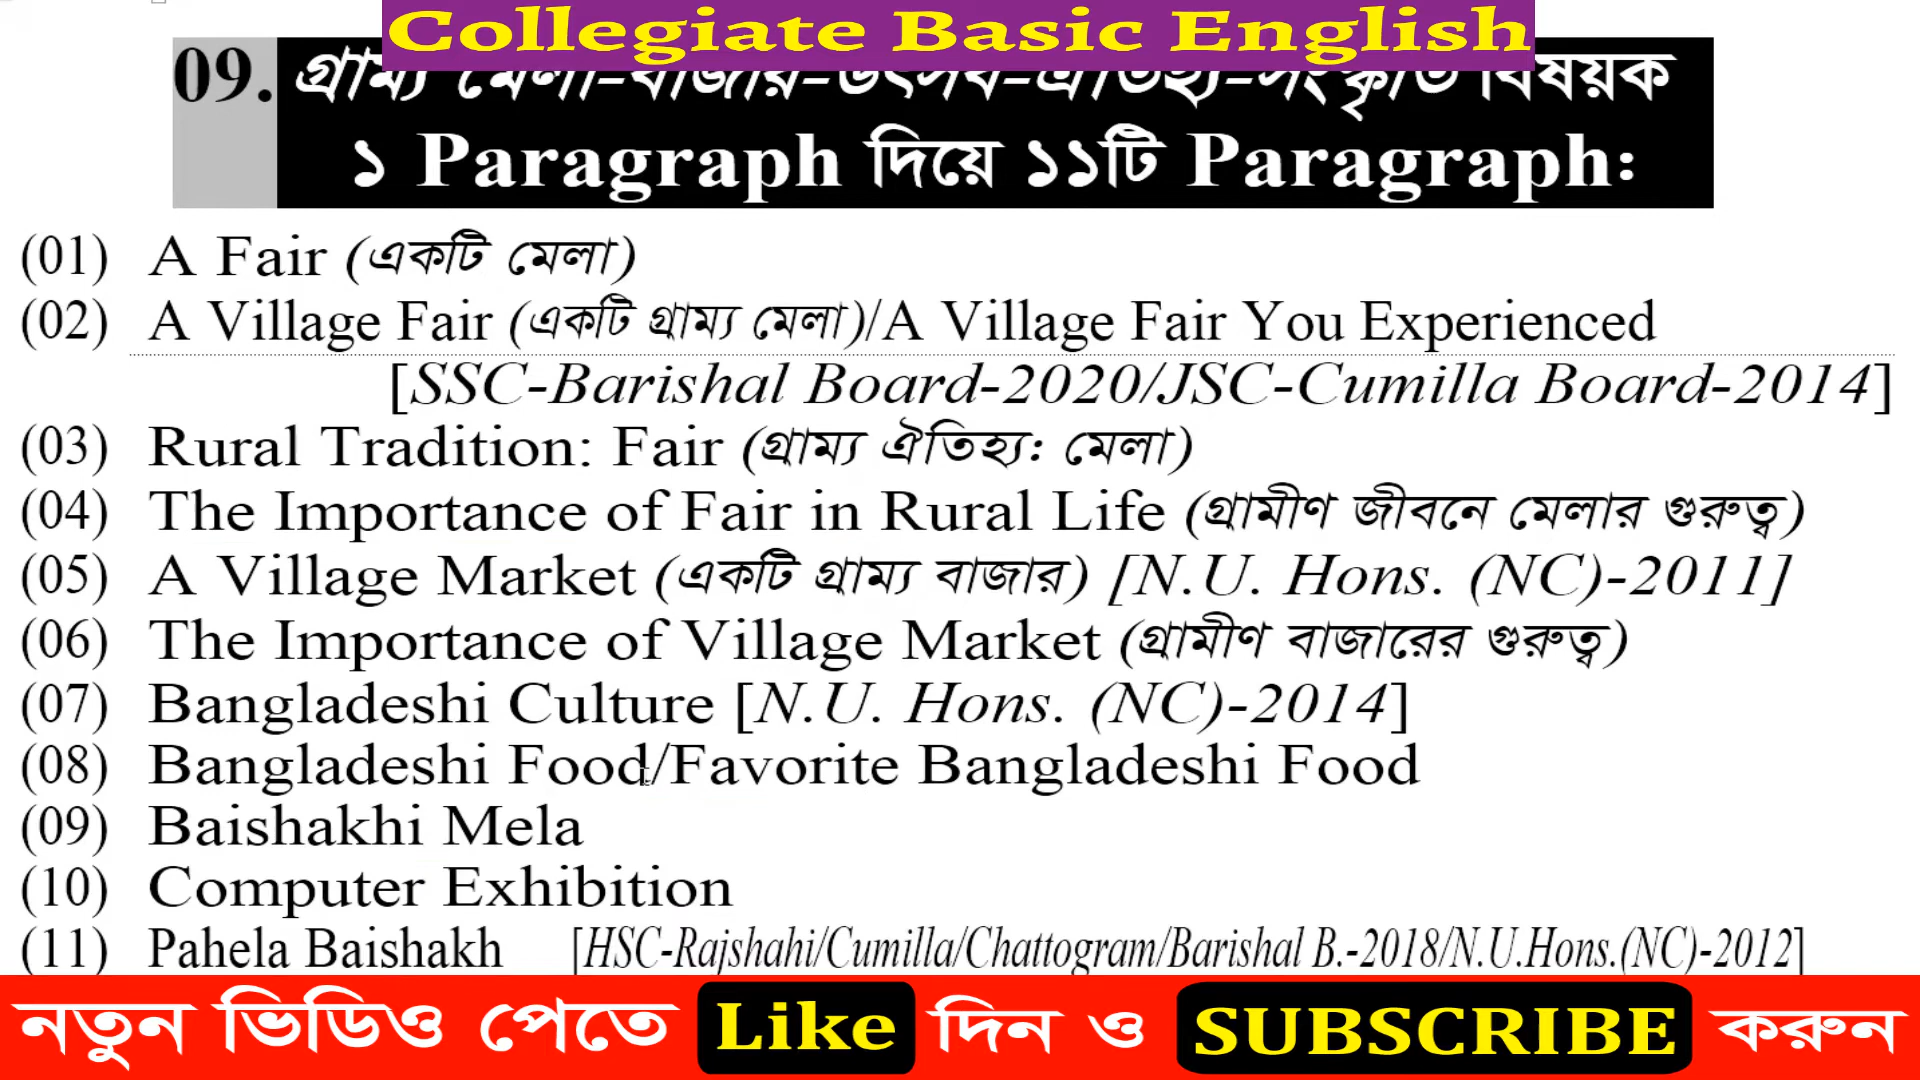 Collegiate Basic English
09. গ্রাম্য মেলা-বাজার-উৎসব-ঐতিহ্য-সংস্কৃতি বিষয়ক
১ Paragraph দিয়ে ১১টি Paragraph:
(01) A Fair (একটি মেলা)
(02) A Village Fair (একটি গ্রাম্য মেলা)/A Village Fair You Experienced
[SSC-Barishal Board-2020/JSC-Cumilla Board-2014]
(03) Rural Tradition: Fair (গ্রাম্য ঐতিহ্যঃ মেলা)
(04) The Importance of Fair in Rural Life (গ্রামীণ জীবনে মেলার গুরুত্ব)
(05) A Village Market (একটি গ্রাম্য বাজার) [N.U. Hons. (NC)-2011]
(06) The Importance of Village Market (গ্রামীণ বাজারের গুরুত্ব)
(07) Bangladeshi Culture [N.U. Hons. (NC)-2014]
(08) Bangladeshi Food/Favorite Bangladeshi Food
(09) Baishakhi Mela
(10) Computer Exhibition
(11) Pahela Baishakh [HSC-Rajshahi/Cumilla/Chattogram/Barishal B.-2018/N.U.Hons.(NC)-2012]
নতুন ভিডিও পেতে Like দিন ও SUBSCRIBE করুন